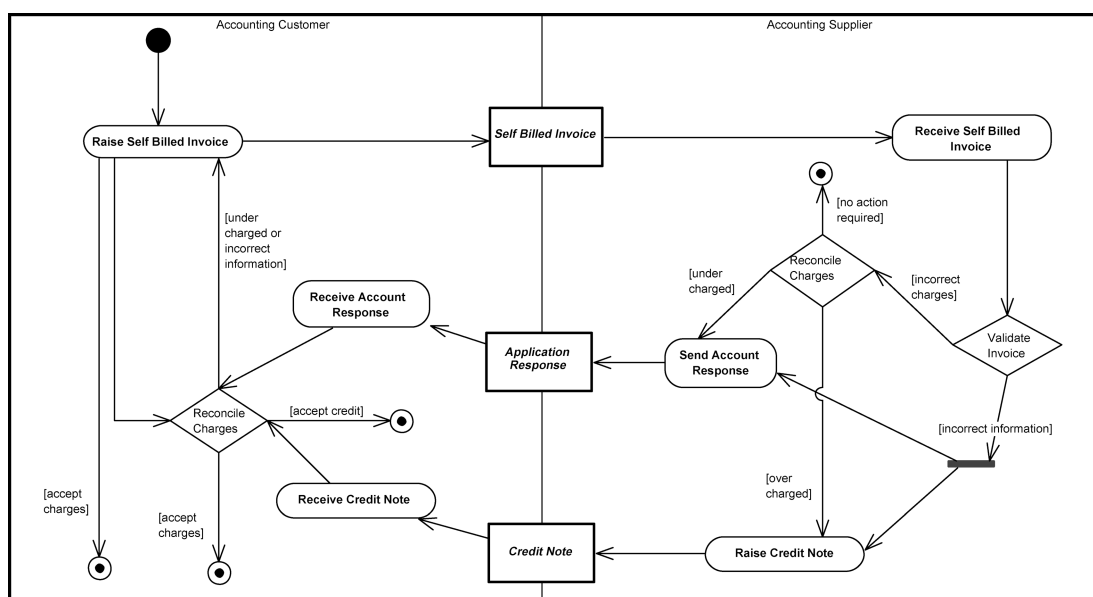 Accounting Customer
Accounting Supplier
Raise Self Billed Invoice
Self Billed Invoice
Receive Self Billed
Invoice
[no action
required]
[under
charged or
incorrect
information]
Reconcile
Charges
[under
charged]
[incorrect
charges]
Receive Account
Response
Application
Response
Send Account
Response
Validate
Invoice
Reconcile
Charges
[accept credit]
[incorrect information]
[over
charged]
[accept
charges]
[accept
charges]
Receive Credit Note
Credit Note
Raise Credit Note